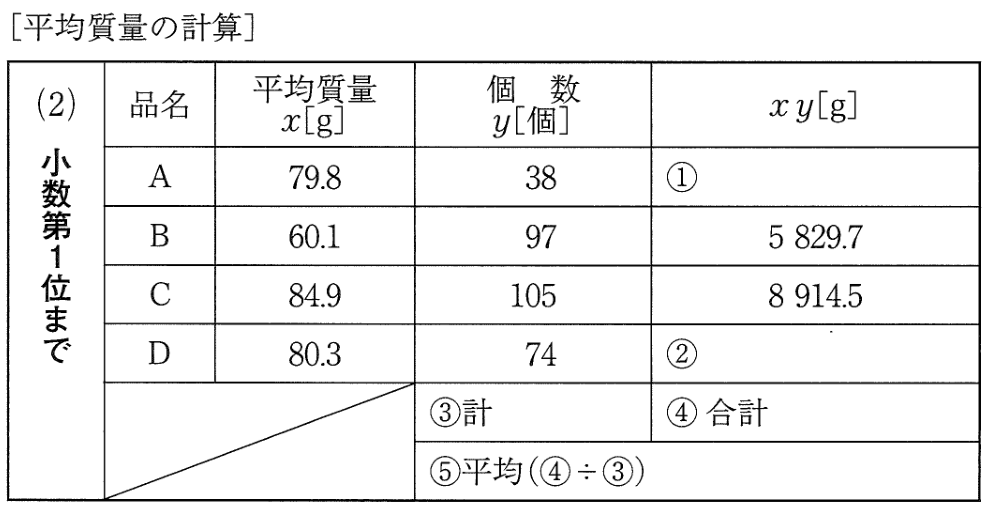 [平均質量の計算]
(2) 小数第1位まで
品名 平均質量 x[g] 個 数 y[個] x y[g]
A 79.8 38 ①
B 60.1 97 5 829.7
C 84.9 105 8 914.5
D 80.3 74 ②
③計 ④ 合計
⑤平均(④÷③)